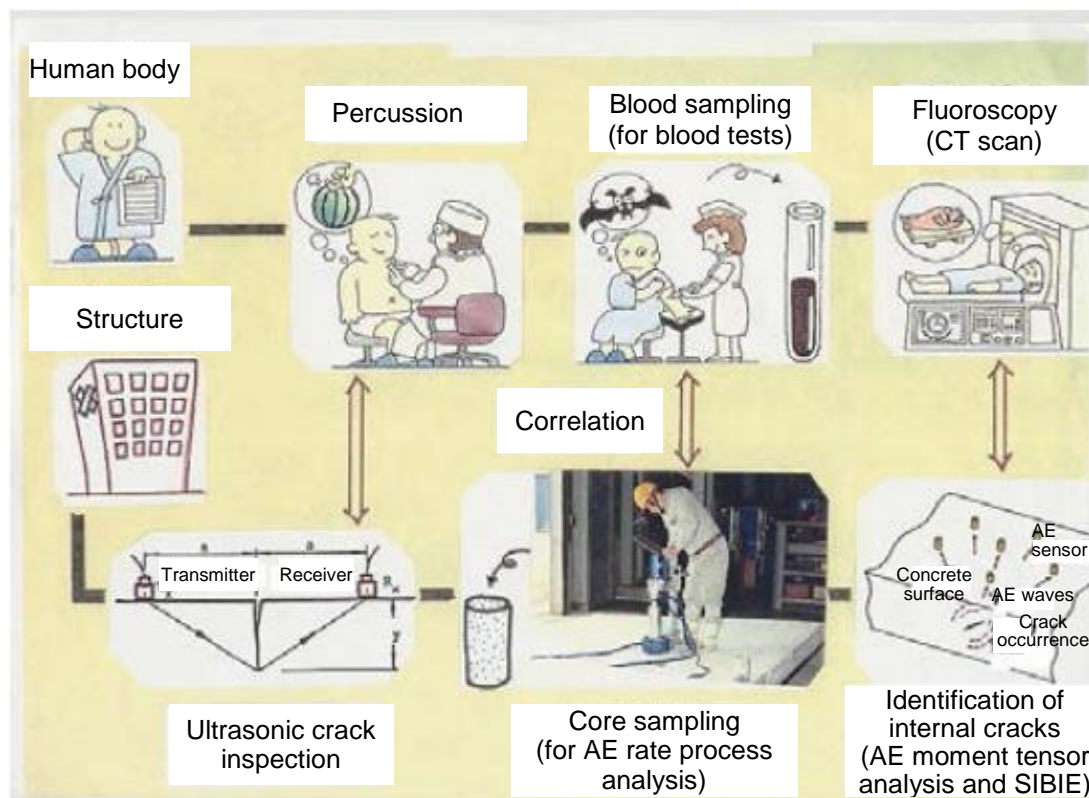 Human body
Percussion
Blood sampling
(for blood tests)
Fluoroscopy
(CT scan)
Structure
Correlation
Transmitter
Receiver
AE
sensor
Concrete
surface
AE waves
Crack
occurrence
Ultrasonic crack
inspection
Core sampling
(for AE rate process
analysis)
Identification of
internal cracks
(AE moment tensor
analysis and SIBIE)